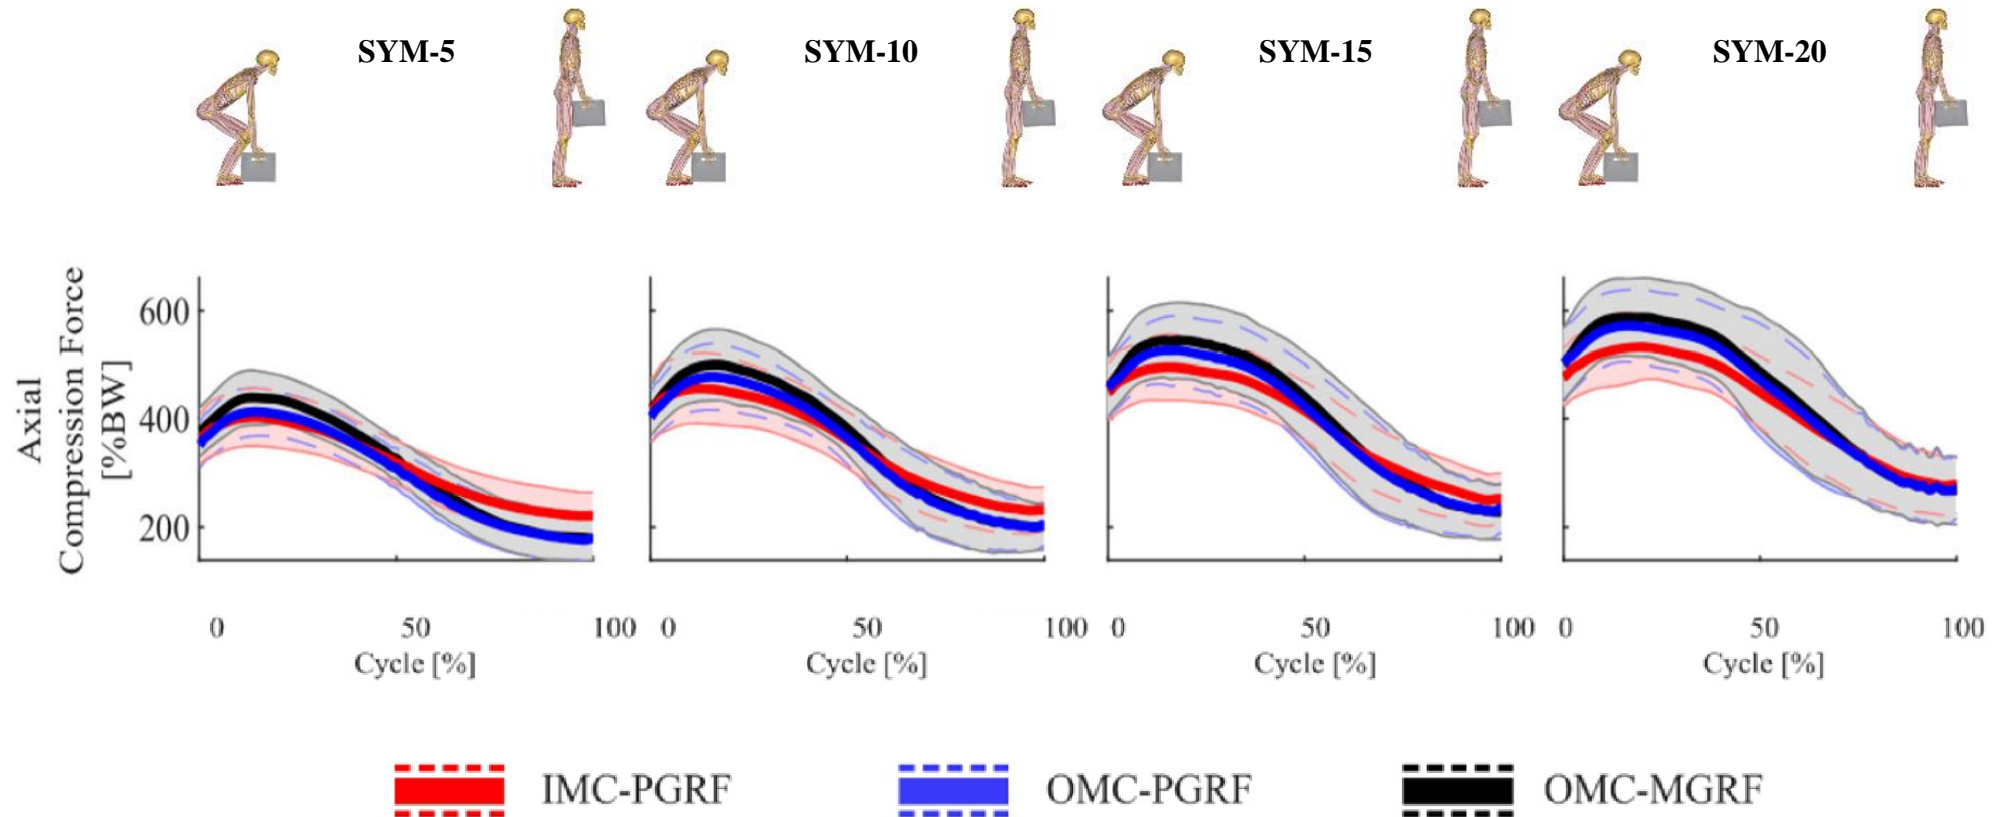 SYM-5
SYM-10
SYM-15
SYM-20
Axial
Compression Force
[%BW]
600
400
200
0 50 100
0 50 100
0 50 100
0 50 100
Cycle [%]
Cycle [%]
Cycle [%]
Cycle [%]
IMC-PGRF
OMC-PGRF
OMC-MGRF